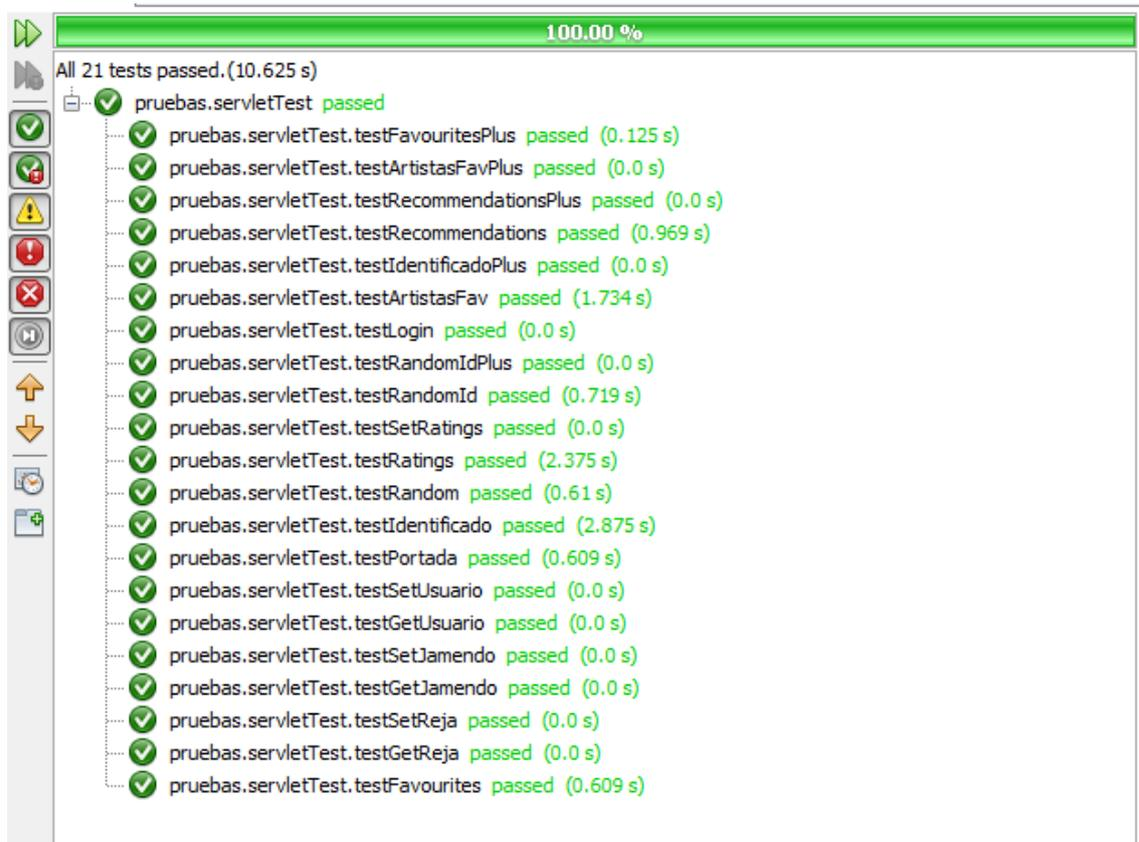 100.00 %
All 21 tests passed.(10.625 s)
pruebas.servletTest passed
pruebas.servletTest.testFavouritesPlus passed (0.125 s)
pruebas.servletTest.testArtistasFavPlus passed (0.0 s)
pruebas.servletTest.testRecommendationsPlus passed (0.0 s)
pruebas.servletTest.testRecommendations passed (0.969 s)
pruebas.servletTest.testIdentificadoPlus passed (0.0 s)
pruebas.servletTest.testArtistasFav passed (1.734 s)
pruebas.servletTest.testLogin passed (0.0 s)
pruebas.servletTest.testRandomIdPlus passed (0.0 s)
pruebas.servletTest.testRandomId passed (0.719 s)
pruebas.servletTest.testSetRatings passed (0.0 s)
pruebas.servletTest.testRatings passed (2.375 s)
pruebas.servletTest.testRandom passed (0.61 s)
pruebas.servletTest.testIdentificado passed (2.875 s)
pruebas.servletTest.testPortada passed (0.609 s)
pruebas.servletTest.testSetUsuario passed (0.0 s)
pruebas.servletTest.testGetUsuario passed (0.0 s)
pruebas.servletTest.testSetJamendo passed (0.0 s)
pruebas.servletTest.testGetJamendo passed (0.0 s)
pruebas.servletTest.testSetReja passed (0.0 s)
pruebas.servletTest.testGetReja passed (0.0 s)
pruebas.servletTest.testFavourites passed (0.609 s)